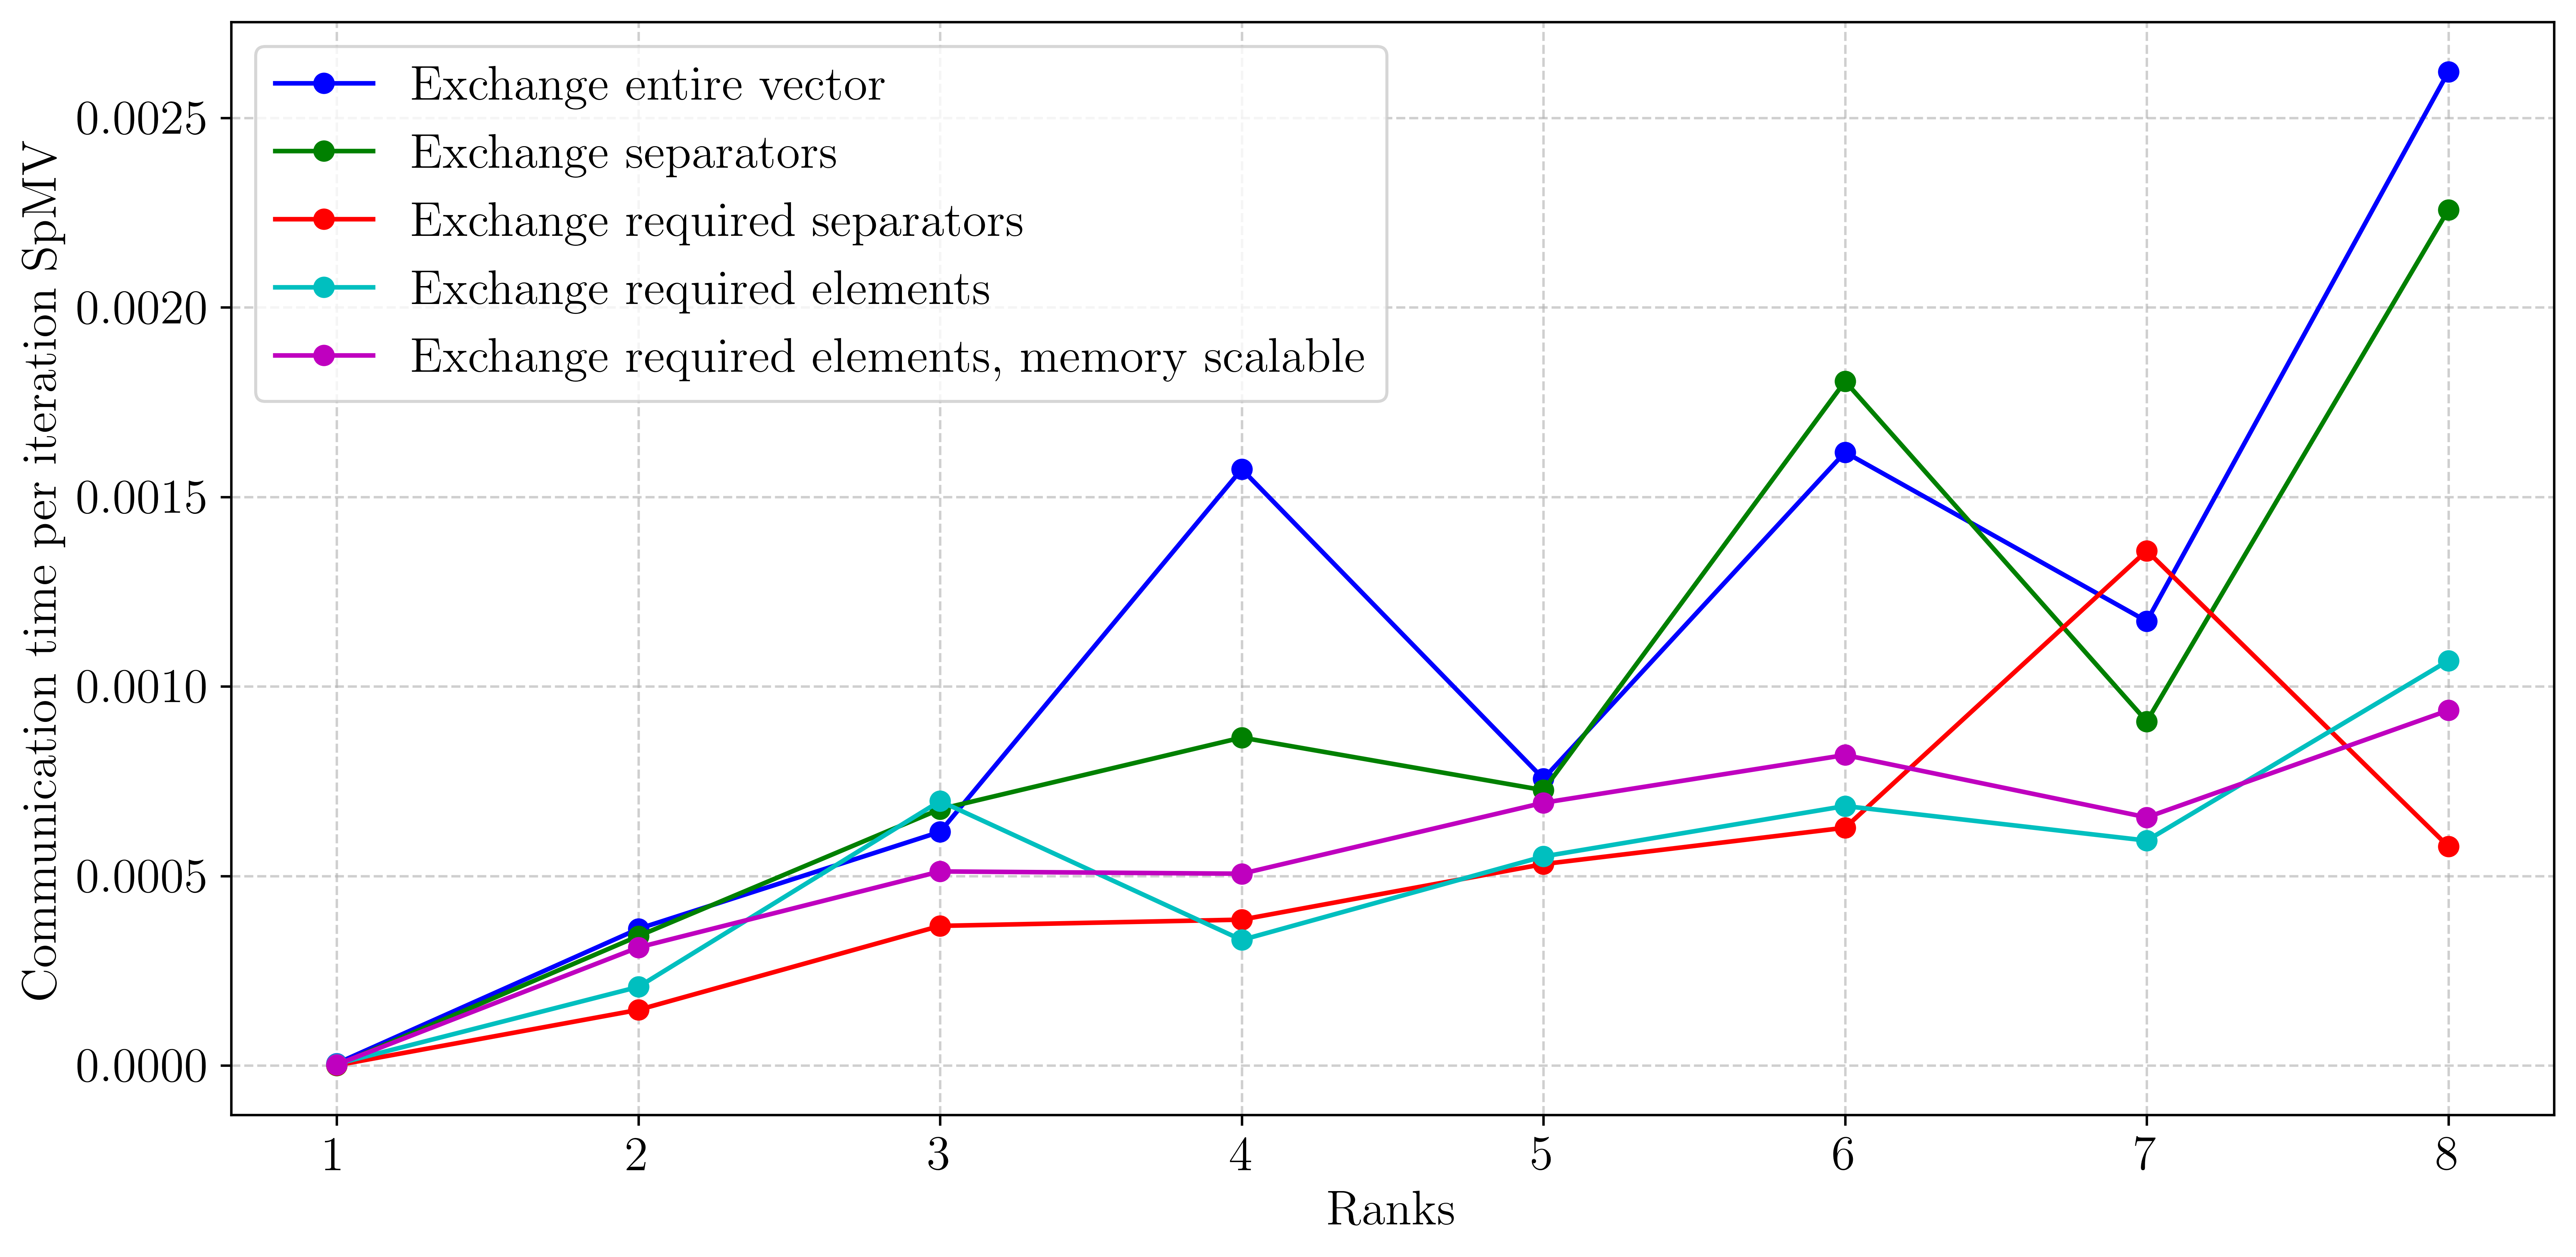 Exchange entire vector
Exchange separators
Exchange required separators
Exchange required elements
Exchange required elements, memory scalable
Communication time per iteration SpMV
0.0025
0.0020
0.0015
0.0010
0.0005
0.0000
1 2 3 4 5 6 7 8
Ranks